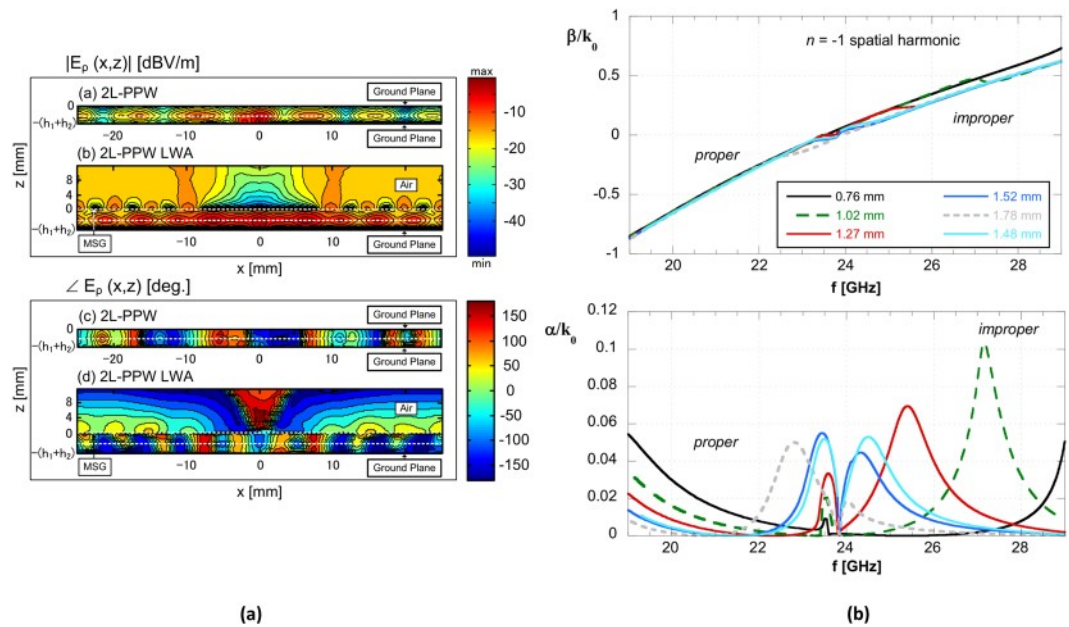 (a)
|E_ρ (x,z)| [dBV/m]
(a) 2L-PPW
Ground Plane
0
−(h₁+h₂)
−20 −10 0 10 20
Ground Plane
(b) 2L-PPW LWA
z [mm]
8
4
0
−(h₁+h₂)
Air
MSG
Ground Plane
−10 0 10
x [mm]
max
-10
-20
-30
-40
min
∠ E_ρ (x,z) [deg.]
(c) 2L-PPW
Ground Plane
0
−(h₁+h₂)
−20 −10 0 10 20
Ground Plane
(d) 2L-PPW LWA
z [mm]
8
4
0
−(h₁+h₂)
Air
MSG
Ground Plane
−10 0 10
x [mm]
150
100
50
0
-50
-100
-150
(a)
(b)
β/k₀
n = -1 spatial harmonic
0.5
0
-0.5
-1
proper
improper
0.76 mm 1.52 mm
1.02 mm 1.78 mm
1.27 mm 1.48 mm
20 22 24 26 28
f [GHz]
α/k₀
improper
proper
0.12
0.1
0.08
0.06
0.04
0.02
0
20 22 24 26 28
f [GHz]
(b)